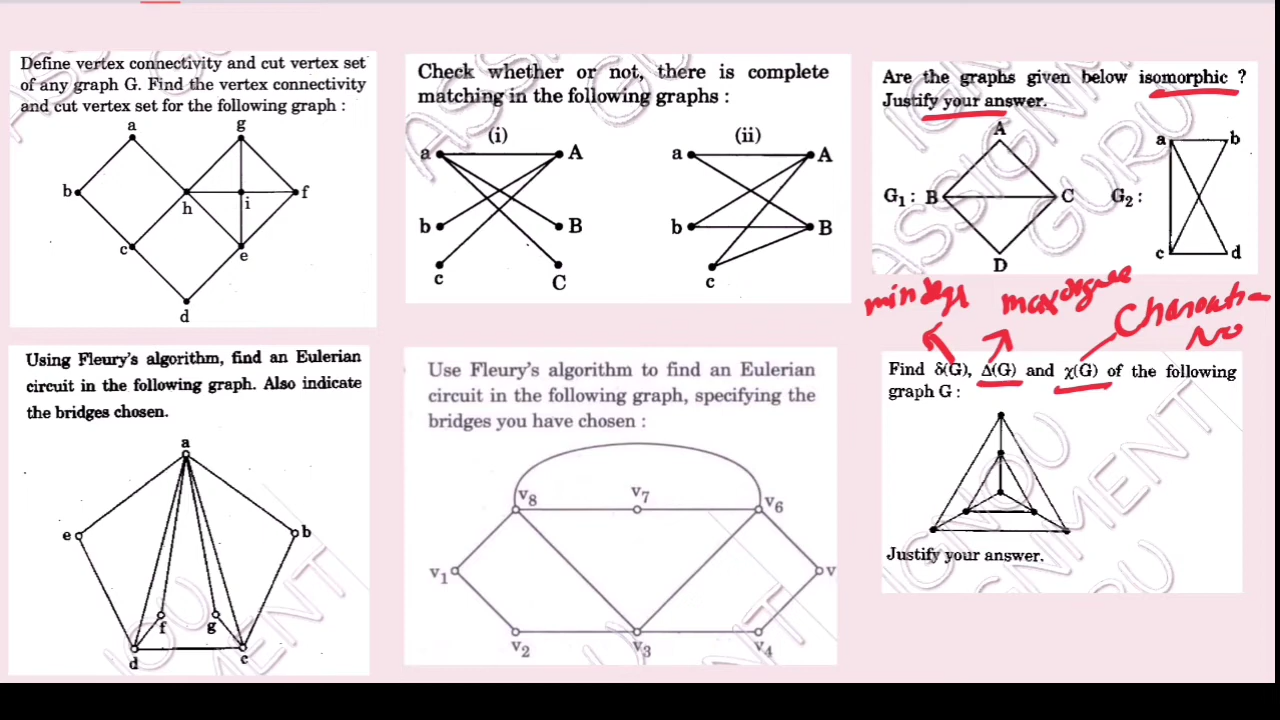 Define vertex connectivity and cut vertex set
of any graph G. Find the vertex connectivity
and cut vertex set for the following graph :
a
g
b
h
i
f
c
e
d
Check whether or not, there is complete
matching in the following graphs :
(i)
(ii)
a
A
b
B
c
C
a
A
b
B
c
Are the graphs given below isomorphic ?
Justify your answer.
A
G₁ : B
C
D
G₂ :
a
b
c
d
max degree
Using Fleury's algorithm, find an Eulerian
circuit in the following graph. Also indicate
the bridges chosen.
a
e
b
f
g
d
c
Use Fleury's algorithm to find an Eulerian
circuit in the following graph, specifying the
bridges you have chosen :
v₈
v₇
v₆
v₁
v
v₂
v₃
v₄
Find δ(G), Δ(G) and χ(G) of the following
graph G :
Justify your answer.
ASSIGNMENT
GURU
IGNOU
ASSIGNMENT